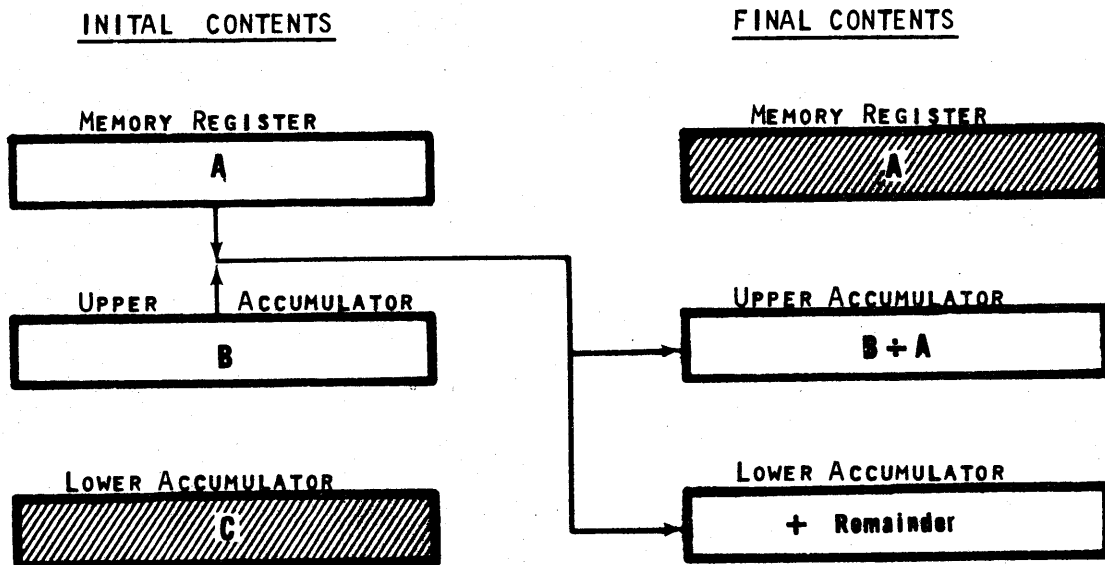 INITAL CONTENTS
FINAL CONTENTS
MEMORY REGISTER
MEMORY REGISTER
A
A
UPPER ACCUMULATOR
UPPER ACCUMULATOR
B
B ÷ A
LOWER ACCUMULATOR
LOWER ACCUMULATOR
C
+ Remainder